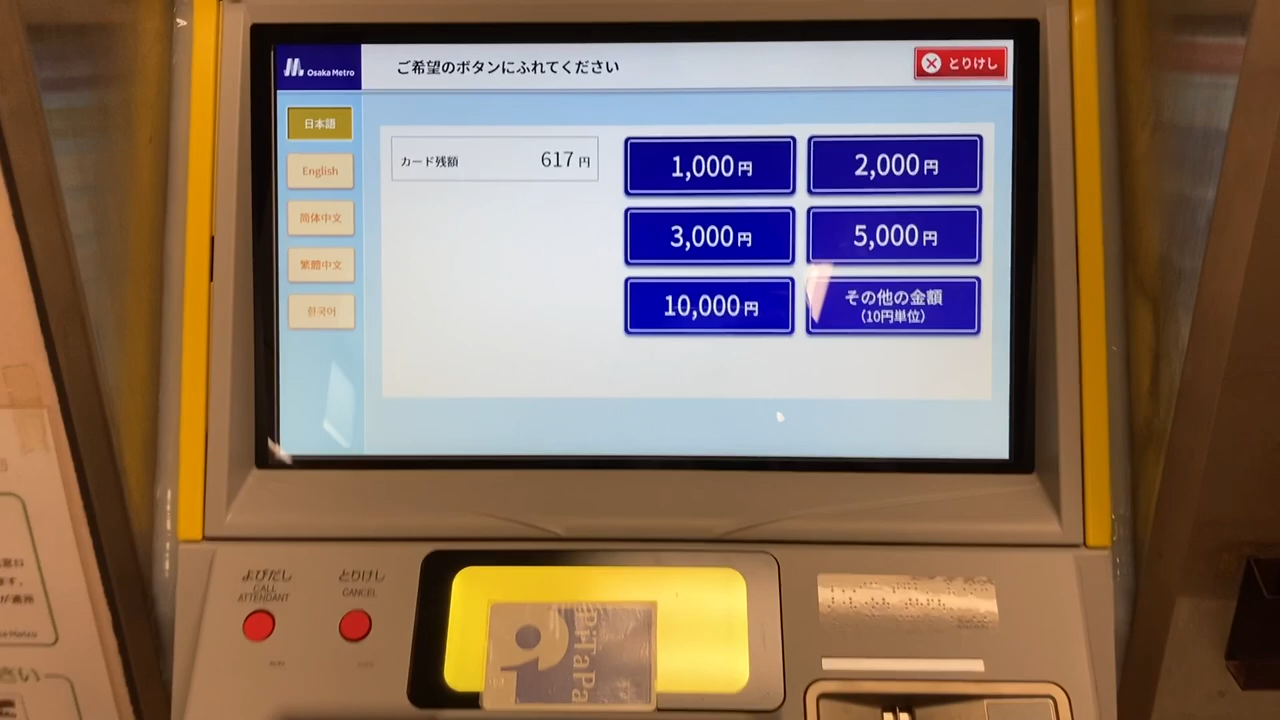 Osaka Metro
ご希望のボタンにふれてください
とりけし
日本語
English
简体中文
繁體中文
한국어
カード残額 617円
1,000円
2,000円
3,000円
5,000円
10,000円
その他の金額
(10円単位)
よびだし
CALL
ATTENDANT
とりけし
CANCEL
PiTaPa
さい